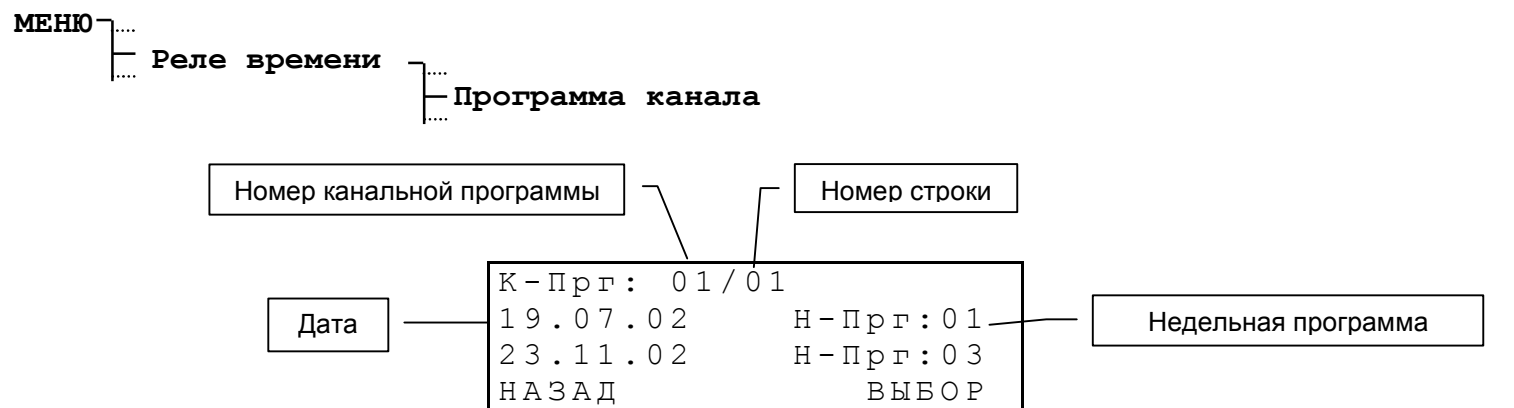 МЕНЮ
Реле времени
Программа канала
Номер канальной программы
Номер строки
К-Прг: 01/01
Дата
19.07.02 Н-Прг:01
Недельная программа
23.11.02 Н-Прг:03
НАЗАД ВЫБОР